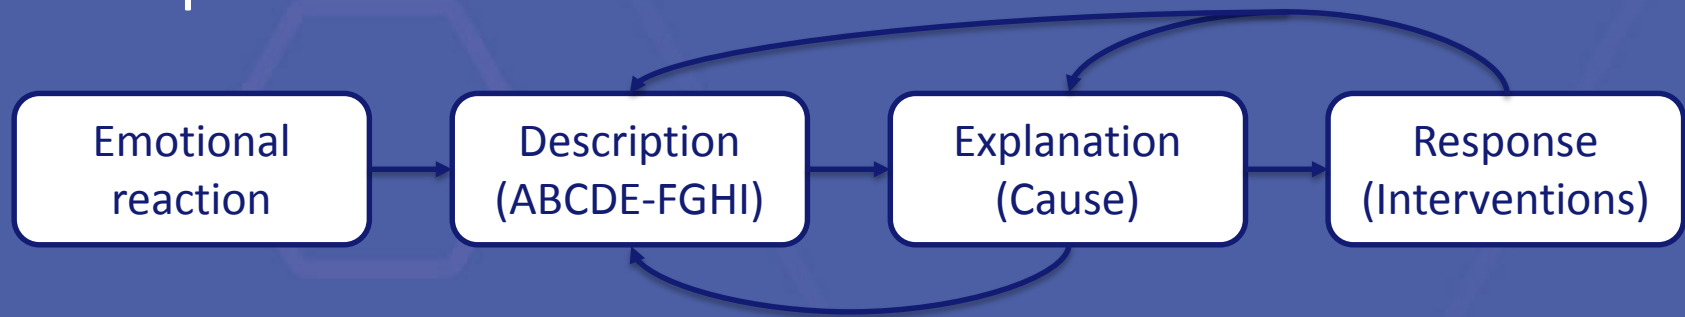 Emotional
reaction
Description
(ABCDE-FGHI)
Explanation
(Cause)
Response
(Interventions)